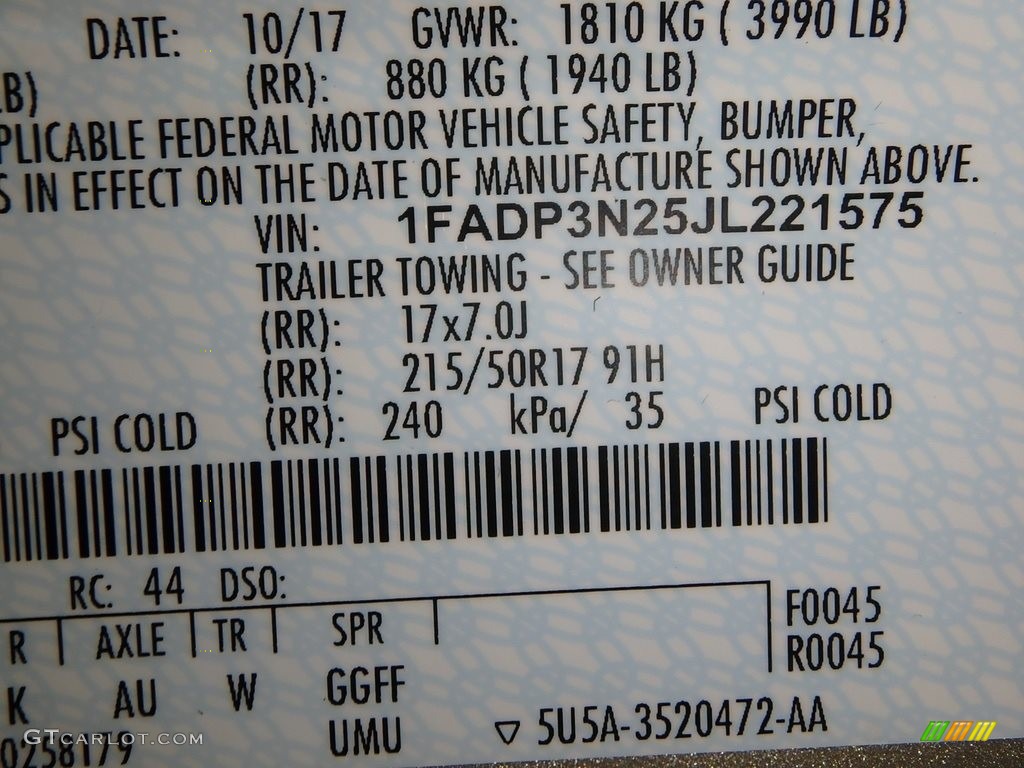 DATE: 10/17 GVWR: 1810 KG ( 3990 LB)
LB) (RR): 880 KG ( 1940 LB)
PLICABLE FEDERAL MOTOR VEHICLE SAFETY, BUMPER,
S IN EFFECT ON THE DATE OF MANUFACTURE SHOWN ABOVE.
VIN: 1FADP3N25JL221575
TRAILER TOWING - SEE OWNER GUIDE
(RR): 17x7.0J
(RR): 215/50R17 91H
PSI COLD (RR): 240 kPa/ 35 PSI COLD
RC: 44 DSO:
F0045
R AXLE TR SPR R0045
K AU W GGFF
UMU ▽ 5U5A-3520472-AA
0258179
GTcarlot.com